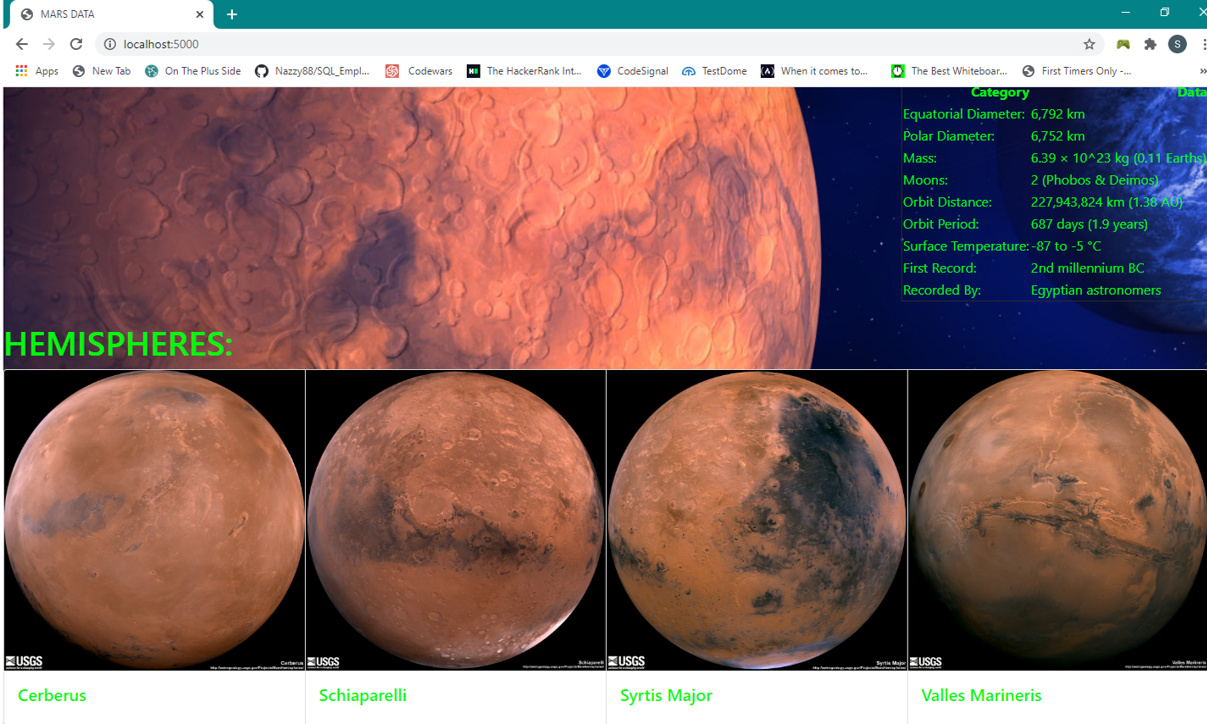 MARS DATA
localhost:5000
S
Apps New Tab On The Plus Side Nazzy88/SQL_Empl... Codewars The HackerRank Int... CodeSignal TestDome When it comes to... The Best Whiteboar... First Timers Only -... »
Category Data
Equatorial Diameter: 6,792 km
Polar Diameter: 6,752 km
Mass: 6.39 × 10^23 kg (0.11 Earths)
Moons: 2 (Phobos & Deimos)
Orbit Distance: 227,943,824 km (1.38 AU)
Orbit Period: 687 days (1.9 years)
Surface Temperature: -87 to -5 °C
First Record: 2nd millennium BC
Recorded By: Egyptian astronomers
HEMISPHERES:
USGS Cerberus USGS Schiaparelli USGS Syrtis Major USGS Valles Marineris
Cerberus Schiaparelli Syrtis Major Valles Marineris